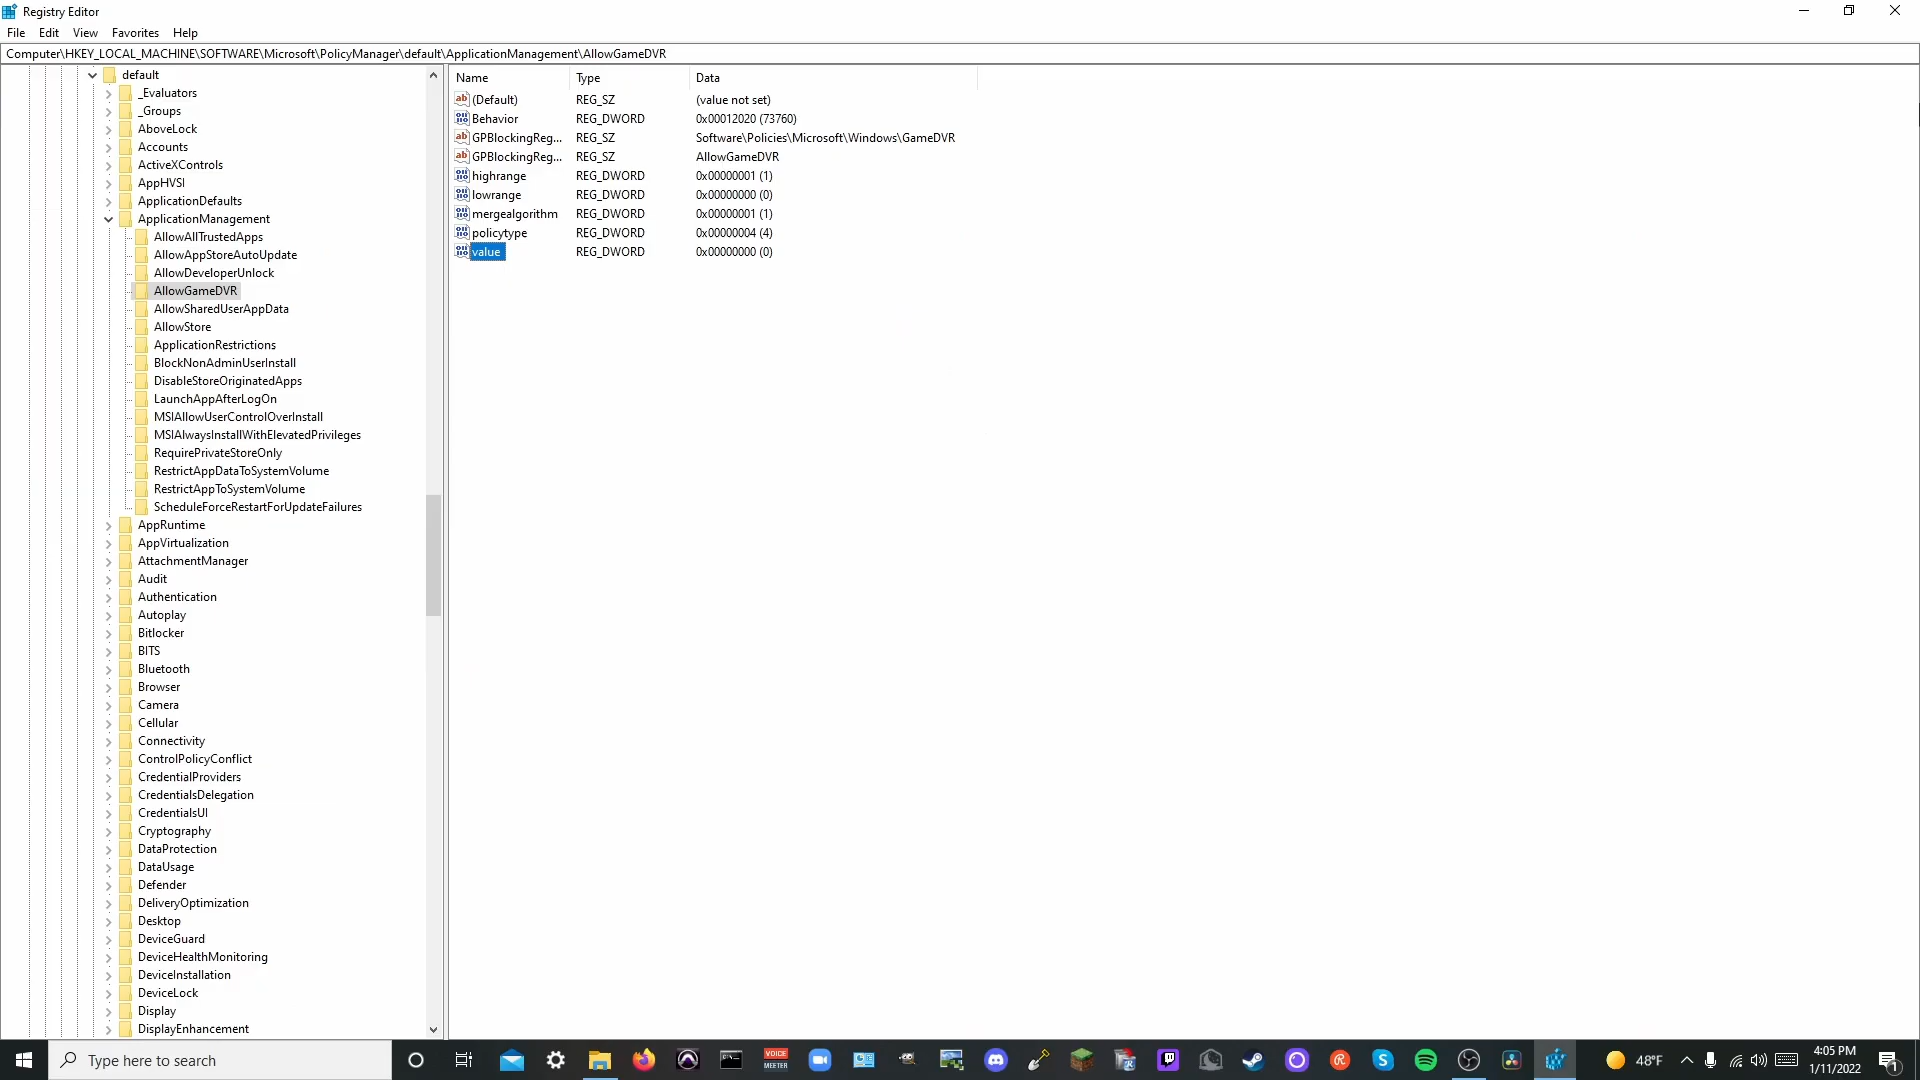 Registry Editor
File Edit View Favorites Help
Computer\HKEY_LOCAL_MACHINE\SOFTWARE\Microsoft\PolicyManager\default\ApplicationManagement\AllowGameDVR
default
_Evaluators
_Groups
AboveLock
Accounts
ActiveXControls
AppHVSI
ApplicationDefaults
ApplicationManagement
AllowAllTrustedApps
AllowAppStoreAutoUpdate
AllowDeveloperUnlock
AllowGameDVR
AllowSharedUserAppData
AllowStore
ApplicationRestrictions
BlockNonAdminUserInstall
DisableStoreOriginatedApps
LaunchAppAfterLogOn
MSIAllowUserControlOverInstall
MSIAlwaysInstallWithElevatedPrivileges
RequirePrivateStoreOnly
RestrictAppDataToSystemVolume
RestrictAppToSystemVolume
ScheduleForceRestartForUpdateFailures
AppRuntime
AppVirtualization
AttachmentManager
Audit
Authentication
Autoplay
Bitlocker
BITS
Bluetooth
Browser
Camera
Cellular
Connectivity
ControlPolicyConflict
CredentialProviders
CredentialsDelegation
CredentialsUI
Cryptography
DataProtection
DataUsage
Defender
DeliveryOptimization
Desktop
DeviceGuard
DeviceHealthMonitoring
DeviceInstallation
DeviceLock
Display
DisplayEnhancement
Name Type Data
(Default) REG_SZ (value not set)
Behavior REG_DWORD 0x00012020 (73760)
GPBlockingReg... REG_SZ Software\Policies\Microsoft\Windows\GameDVR
GPBlockingReg... REG_SZ AllowGameDVR
highrange REG_DWORD 0x00000001 (1)
lowrange REG_DWORD 0x00000000 (0)
mergealgorithm REG_DWORD 0x00000001 (1)
policytype REG_DWORD 0x00000004 (4)
value REG_DWORD 0x00000000 (0)
Type here to search
VOICE
MEETER
48°F
4:05 PM
1/11/2022
1